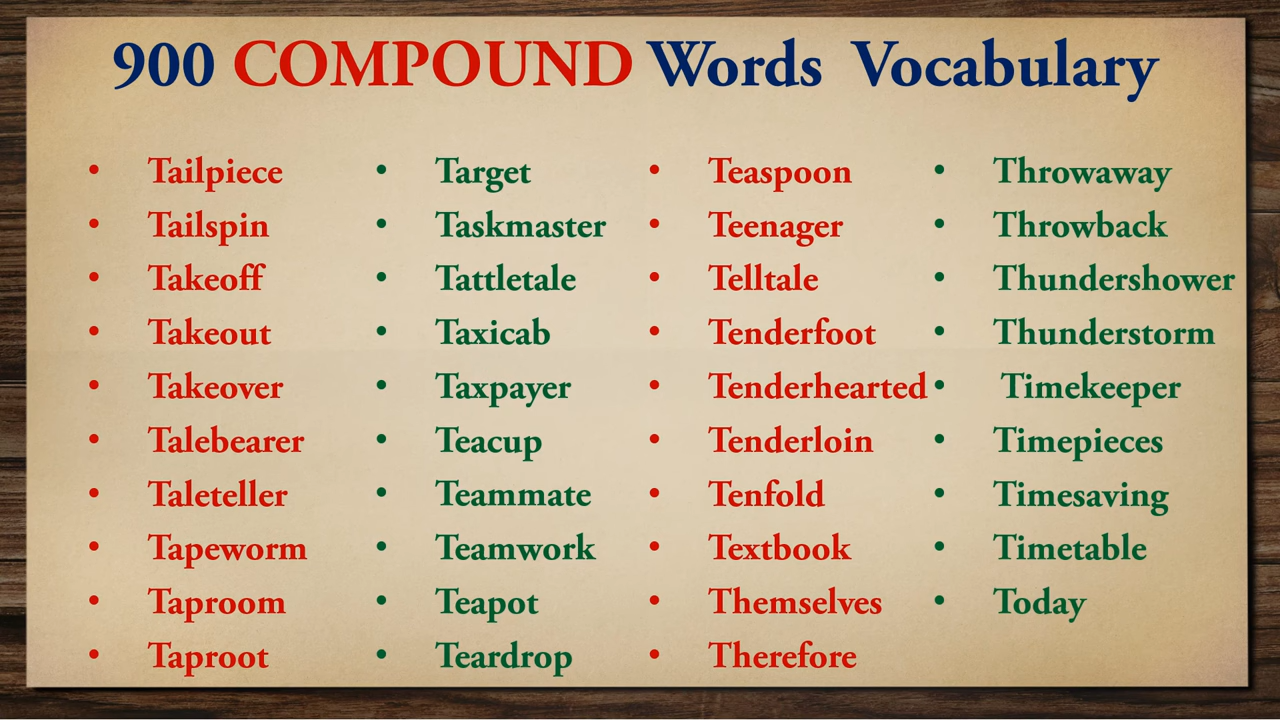 900 COMPOUND Words Vocabulary
• Tailpiece
• Tailspin
• Takeoff
• Takeout
• Takeover
• Talebearer
• Taleteller
• Tapeworm
• Taproom
• Taproot
• Target
• Taskmaster
• Tattletale
• Taxicab
• Taxpayer
• Teacup
• Teammate
• Teamwork
• Teapot
• Teardrop
• Teaspoon
• Teenager
• Telltale
• Tenderfoot
• Tenderhearted
• Tenderloin
• Tenfold
• Textbook
• Themselves
• Therefore
• Throwaway
• Throwback
• Thundershower
• Thunderstorm
• Timekeeper
• Timepieces
• Timesaving
• Timetable
• Today